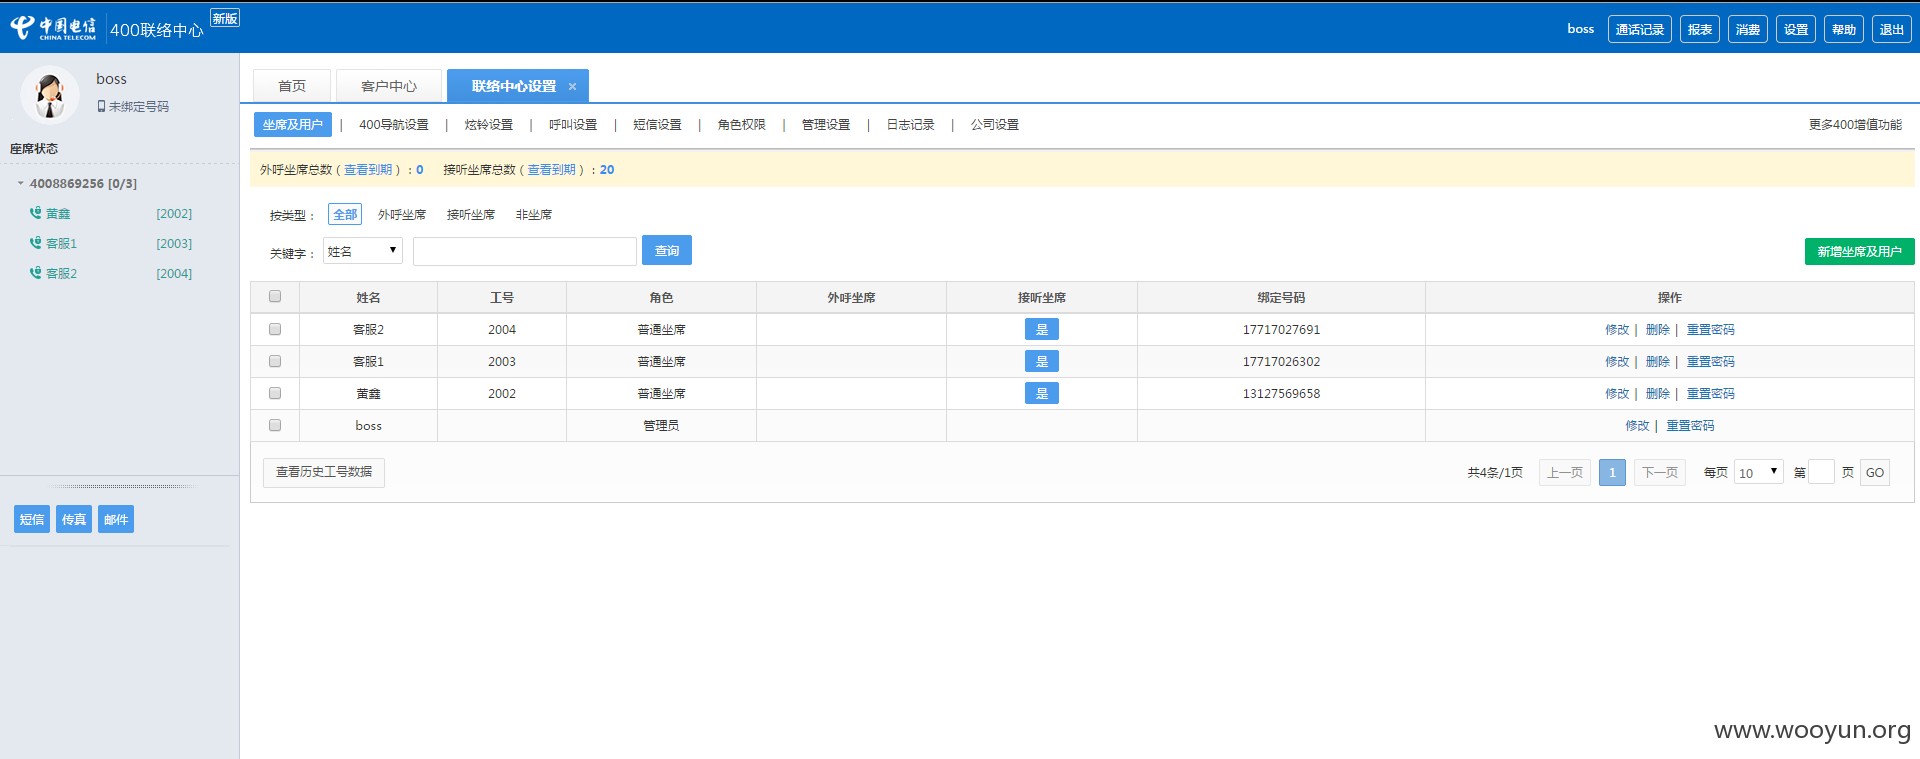 中国电信 CHINA TELECOM 400联络中心 新版 boss 通话记录 报表 消费 设置 帮助 退出
boss
未绑定号码
座席状态
4008869256 [0/3]
黄鑫 [2002]
客服1 [2003]
客服2 [2004]
短信 传真 邮件
首页 客户中心 联络中心设置 ×
坐席及用户 | 400导航设置 | 炫铃设置 | 呼叫设置 | 短信设置 | 角色权限 | 管理设置 | 日志记录 | 公司设置 更多400增值功能
外呼坐席总数（查看到期）：0 接听坐席总数（查看到期）：20
按类型： 全部 外呼坐席 接听坐席 非坐席
关键字： 姓名 查询 新增坐席及用户
姓名 工号 角色 外呼坐席 接听坐席 绑定号码 操作
客服2 2004 普通坐席 是 17717027691 修改 | 删除 | 重置密码
客服1 2003 普通坐席 是 17717026302 修改 | 删除 | 重置密码
黄鑫 2002 普通坐席 是 13127569658 修改 | 删除 | 重置密码
boss 管理员 修改 | 重置密码
查看历史工号数据 共4条/1页 上一页 1 下一页 每页 10 第 页 GO
www.wooyun.org